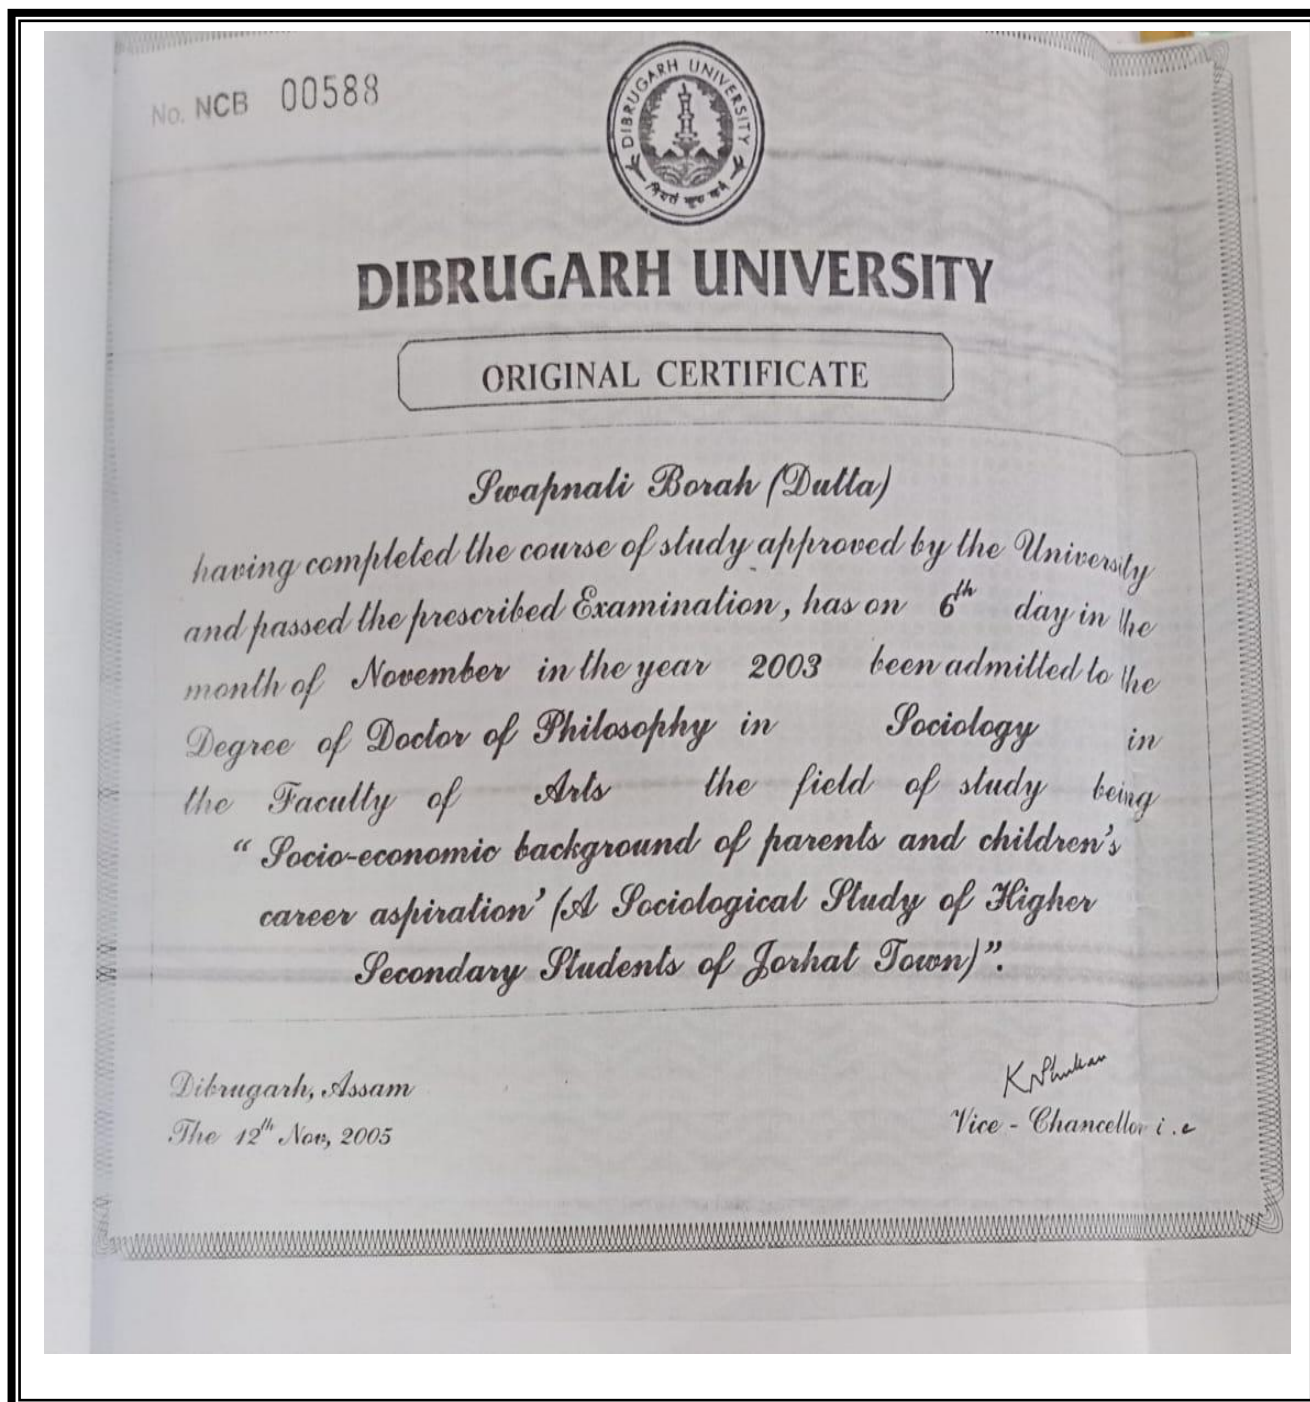 No. NCB 00588
DIBRUGARH UNIVERSITY
नियतं कुरु कर्म
DIBRUGARH UNIVERSITY
ORIGINAL CERTIFICATE
Swapnali Borah (Dutta)
having completed the course of study approved by the University
and passed the prescribed Examination, has on 6th day in the
month of November in the year 2003 been admitted to the
Degree of Doctor of Philosophy in Sociology in
the Faculty of Arts the field of study being
“ Socio-economic background of parents and children's
career aspiration' (A Sociological Study of Higher
Secondary Students of Jorhat Town)”.
Dibrugarh, Assam
The 12th Nov, 2005
Vice - Chancellor i.c